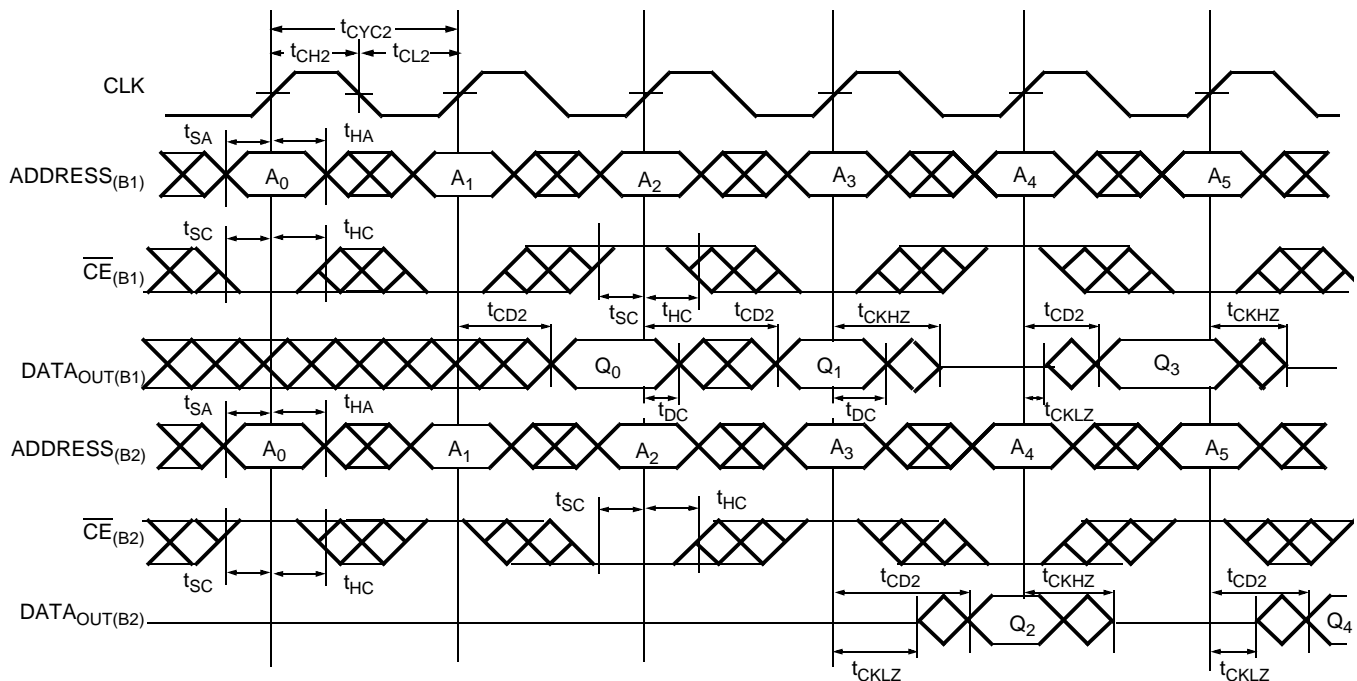 tCYC2
tCH2 tCL2
CLK
tSA tHA
ADDRESS(B1) A0 A1 A2 A3 A4 A5
tSC tHC
CE(B1)
tCD2 tSC tHC tCD2 tCKHZ tCD2 tCKHZ
DATAOUT(B1) Q0 Q1 Q3
tSA tHA tDC tDC tCKLZ
ADDRESS(B2) A0 A1 A2 A3 A4 A5
tSC tHC
CE(B2)
tSC tHC tCD2 tCKHZ tCD2
DATAOUT(B2) Q2 Q4
tCKLZ tCKLZ